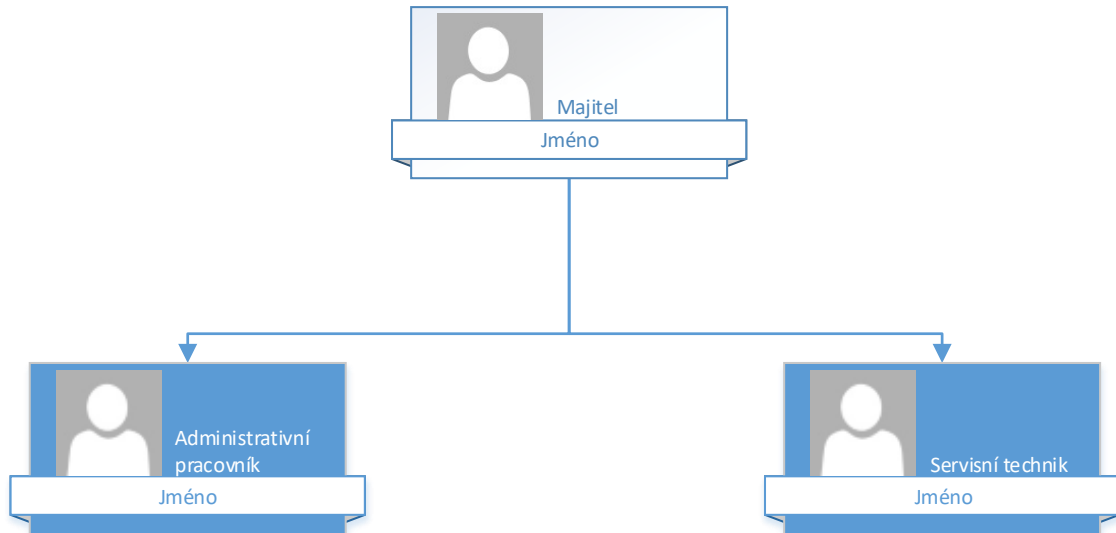 Majitel
Jméno
Administrativní
pracovník
Jméno
Servisní technik
Jméno